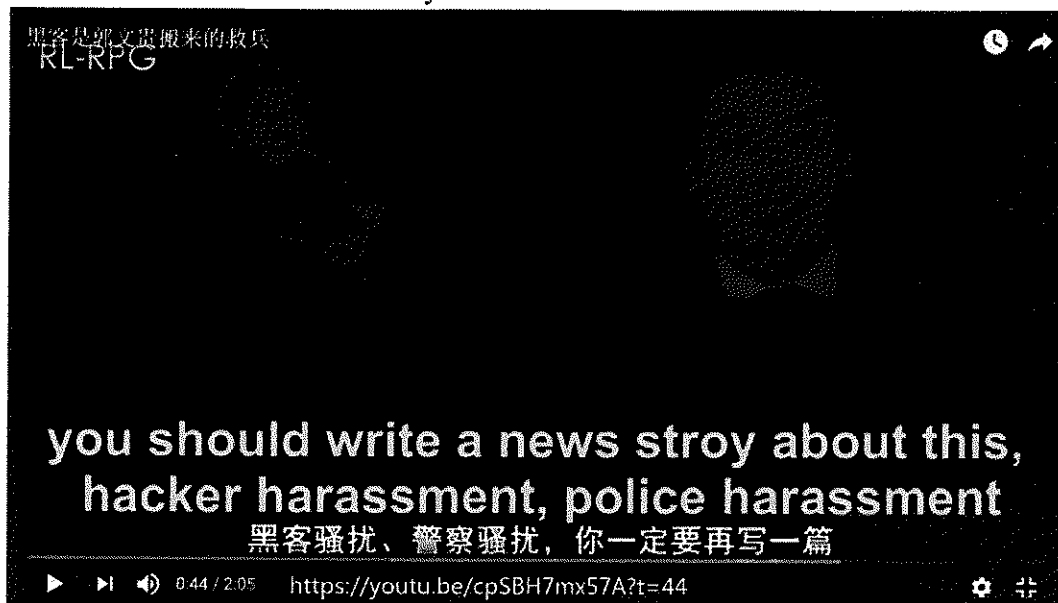 黑客是郭文贵搬来的救兵
RL-RPG
you should write a news stroy about this,
hacker harassment, police harassment
黑客骚扰、警察骚扰，你一定要再写一篇
0:44 / 2:05 https://youtu.be/cpSBH7mx57A?t=44